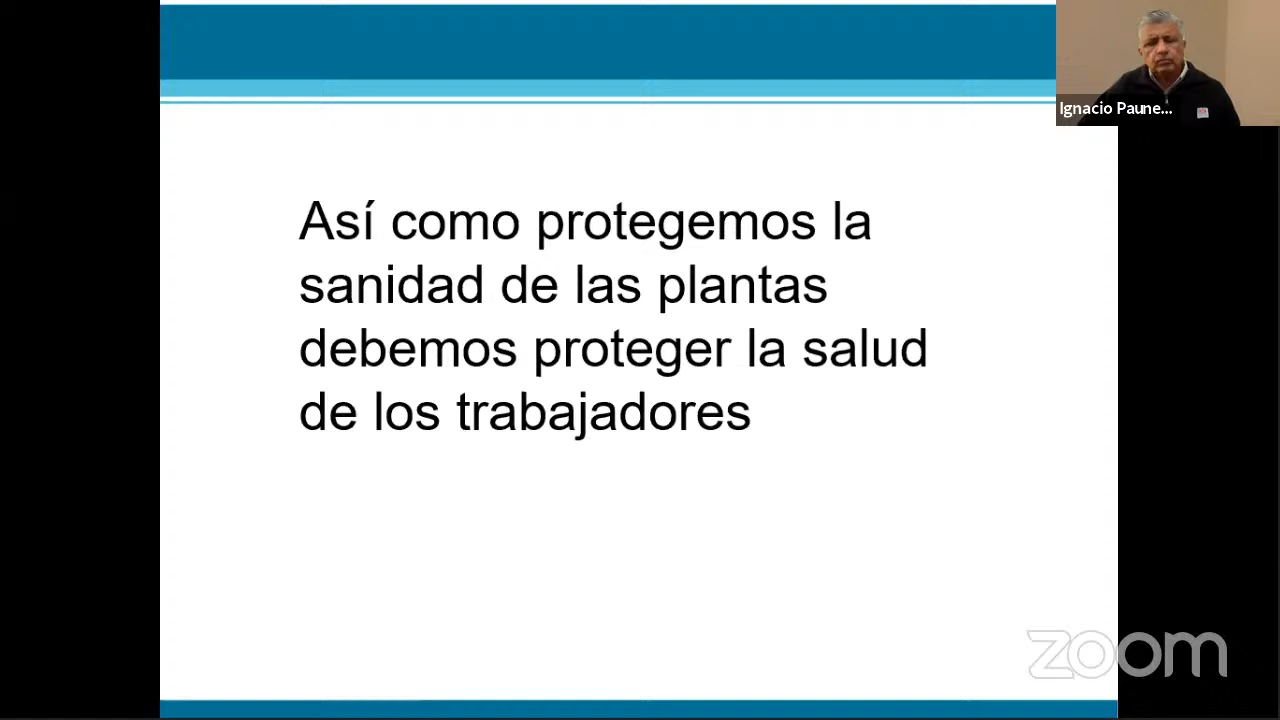 Ignacio Paune...
Así como protegemos la
sanidad de las plantas
debemos proteger la salud
de los trabajadores
zoom